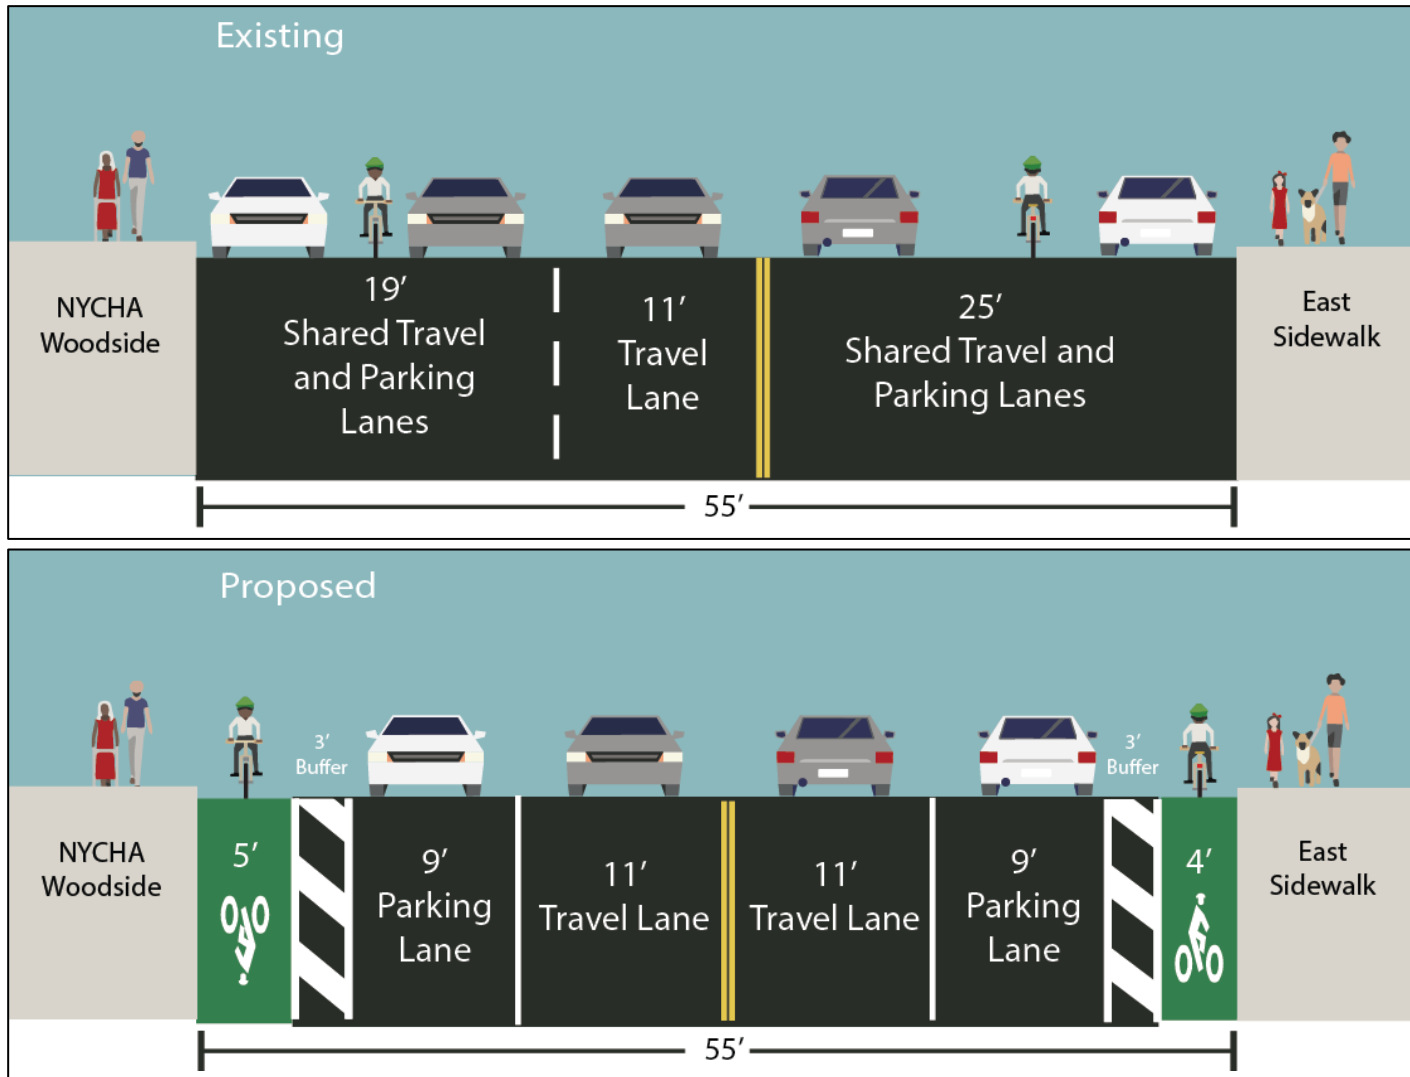 Existing
NYCHA
Woodside
19′
Shared Travel
and Parking
Lanes
11′
Travel
Lane
25′
Shared Travel and
Parking Lanes
East
Sidewalk
55′
Proposed
3′
Buffer
3′
Buffer
NYCHA
Woodside
5′
9′
Parking
Lane
11′
Travel Lane
11′
Travel Lane
9′
Parking
Lane
4′
East
Sidewalk
55′